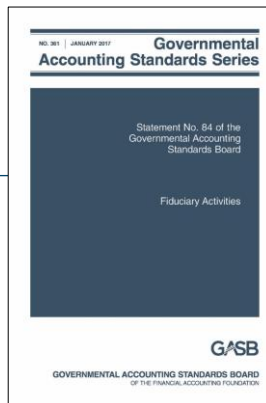 NO. 361 | JANUARY 2017 Governmental
Accounting Standards Series
Statement No. 84 of the
Governmental Accounting
Standards Board
Fiduciary Activities
GASB
GOVERNMENTAL ACCOUNTING STANDARDS BOARD
OF THE FINANCIAL ACCOUNTING FOUNDATION